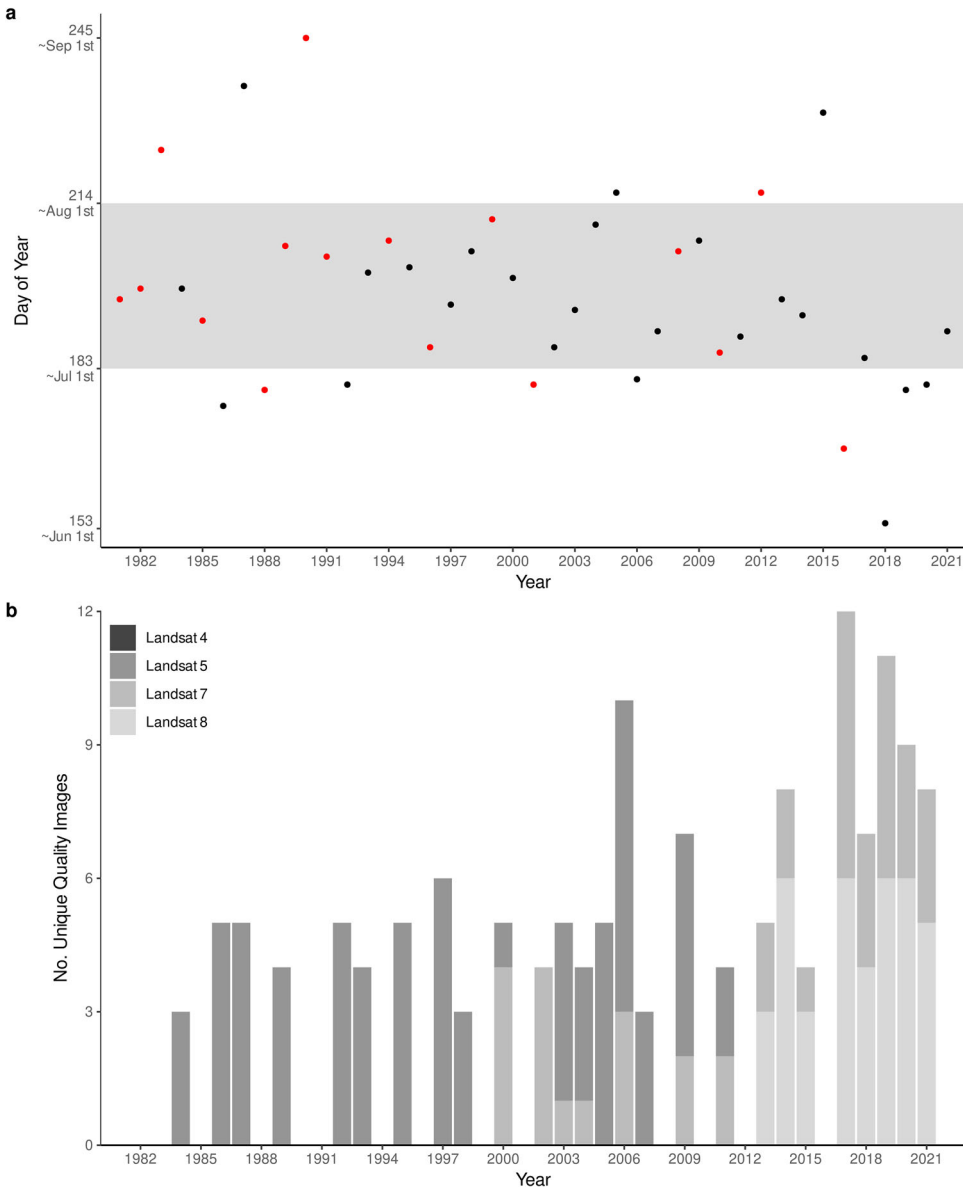 a
245
~Sep 1st
214
~Aug 1st
183
~Jul 1st
153
~Jun 1st
Day of Year
1982 1985 1988 1991 1994 1997 2000 2003 2006 2009 2012 2015 2018 2021
Year
b
12
9
6
3
0
No. Unique Quality Images
Landsat 4
Landsat 5
Landsat 7
Landsat 8
1982 1985 1988 1991 1994 1997 2000 2003 2006 2009 2012 2015 2018 2021
Year